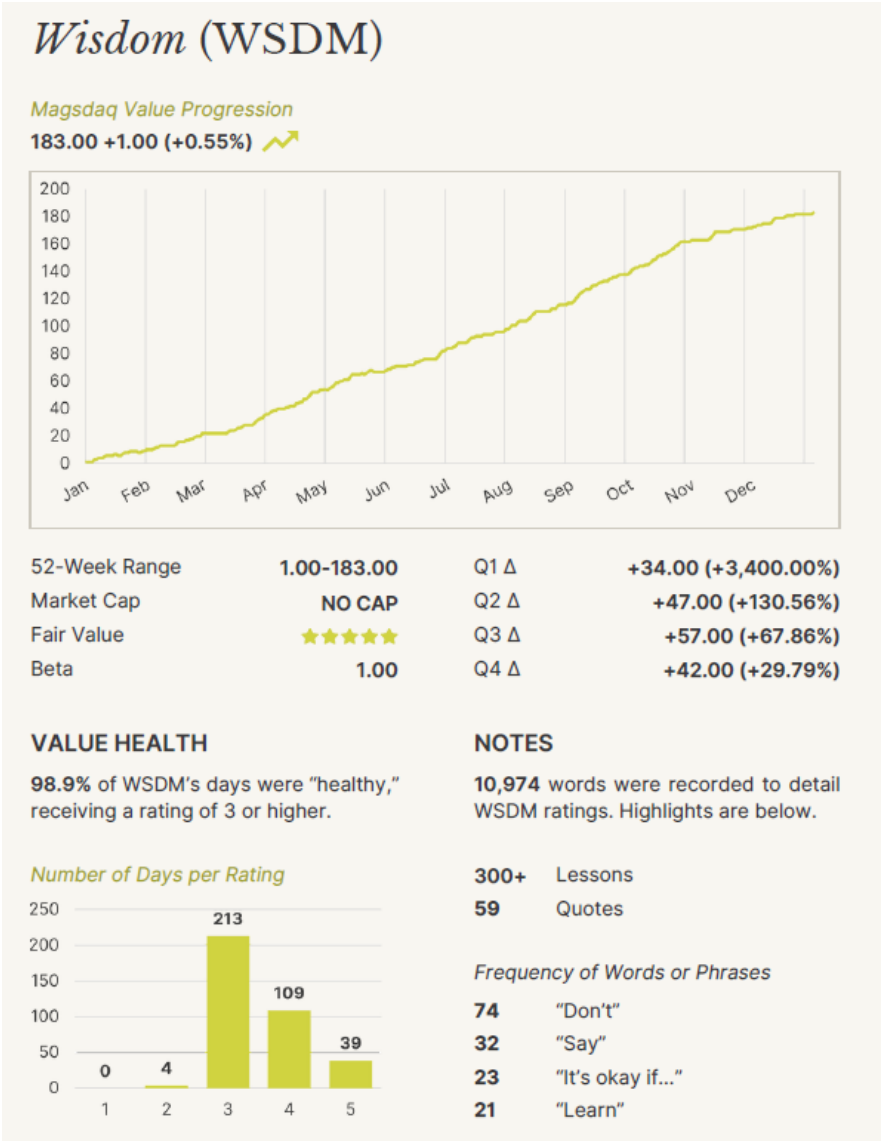 Wisdom (WSDM)
Magsdaq Value Progression
183.00 +1.00 (+0.55%)
200
180
160
140
120
100
80
60
40
20
0
Jan Feb Mar Apr May Jun Jul Aug Sep Oct Nov Dec
52-Week Range 1.00-183.00
Market Cap NO CAP
Fair Value ★★★★★
Beta 1.00
Q1 Δ +34.00 (+3,400.00%)
Q2 Δ +47.00 (+130.56%)
Q3 Δ +57.00 (+67.86%)
Q4 Δ +42.00 (+29.79%)
VALUE HEALTH
98.9% of WSDM's days were “healthy,”
receiving a rating of 3 or higher.
Number of Days per Rating
250
200
150
100
50
0
0 4 213 109 39
1 2 3 4 5
NOTES
10,974 words were recorded to detail
WSDM ratings. Highlights are below.
300+ Lessons
59 Quotes
Frequency of Words or Phrases
74 “Don't”
32 “Say”
23 “It's okay if...”
21 “Learn”